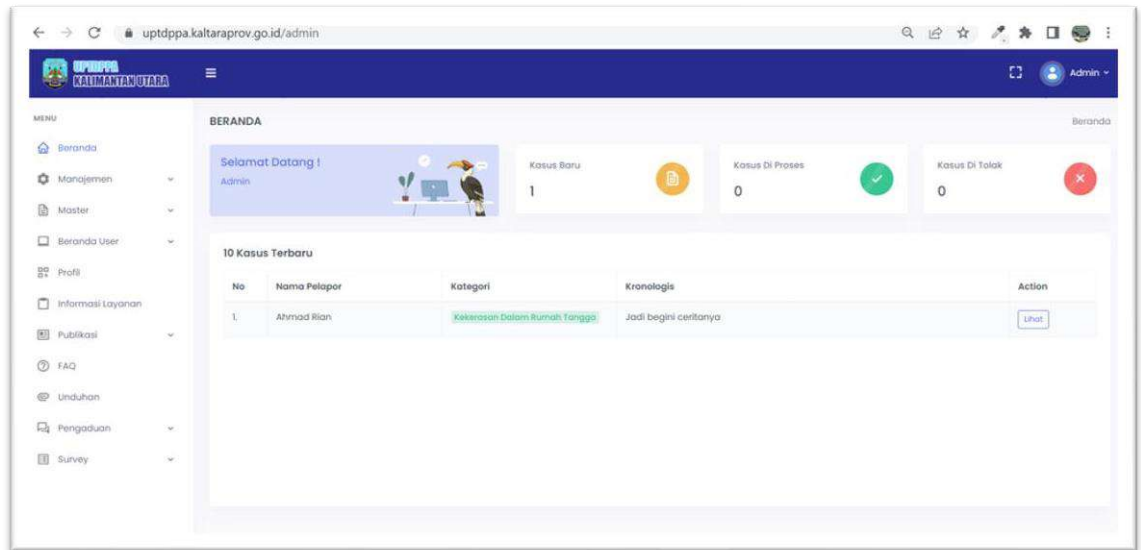 uptdppa.kaltaraprov.go.id/admin
UPTDPPA
KALIMANTAN UTARA
Admin
MENU
Beranda
Manajemen
Master
Beranda User
Profil
Informasi Layanan
Publikasi
FAQ
Unduhan
Pengaduan
Survey
BERANDA
Beranda
Selamat Datang !
Admin
Kasus Baru
1
Kasus Di Proses
0
Kasus Di Tolak
0
10 Kasus Terbaru
No Nama Pelapor Kategori Kronologis Action
1. Ahmad Rian Kekerasan Dalam Rumah Tangga Jadi begini ceritanya Lihat